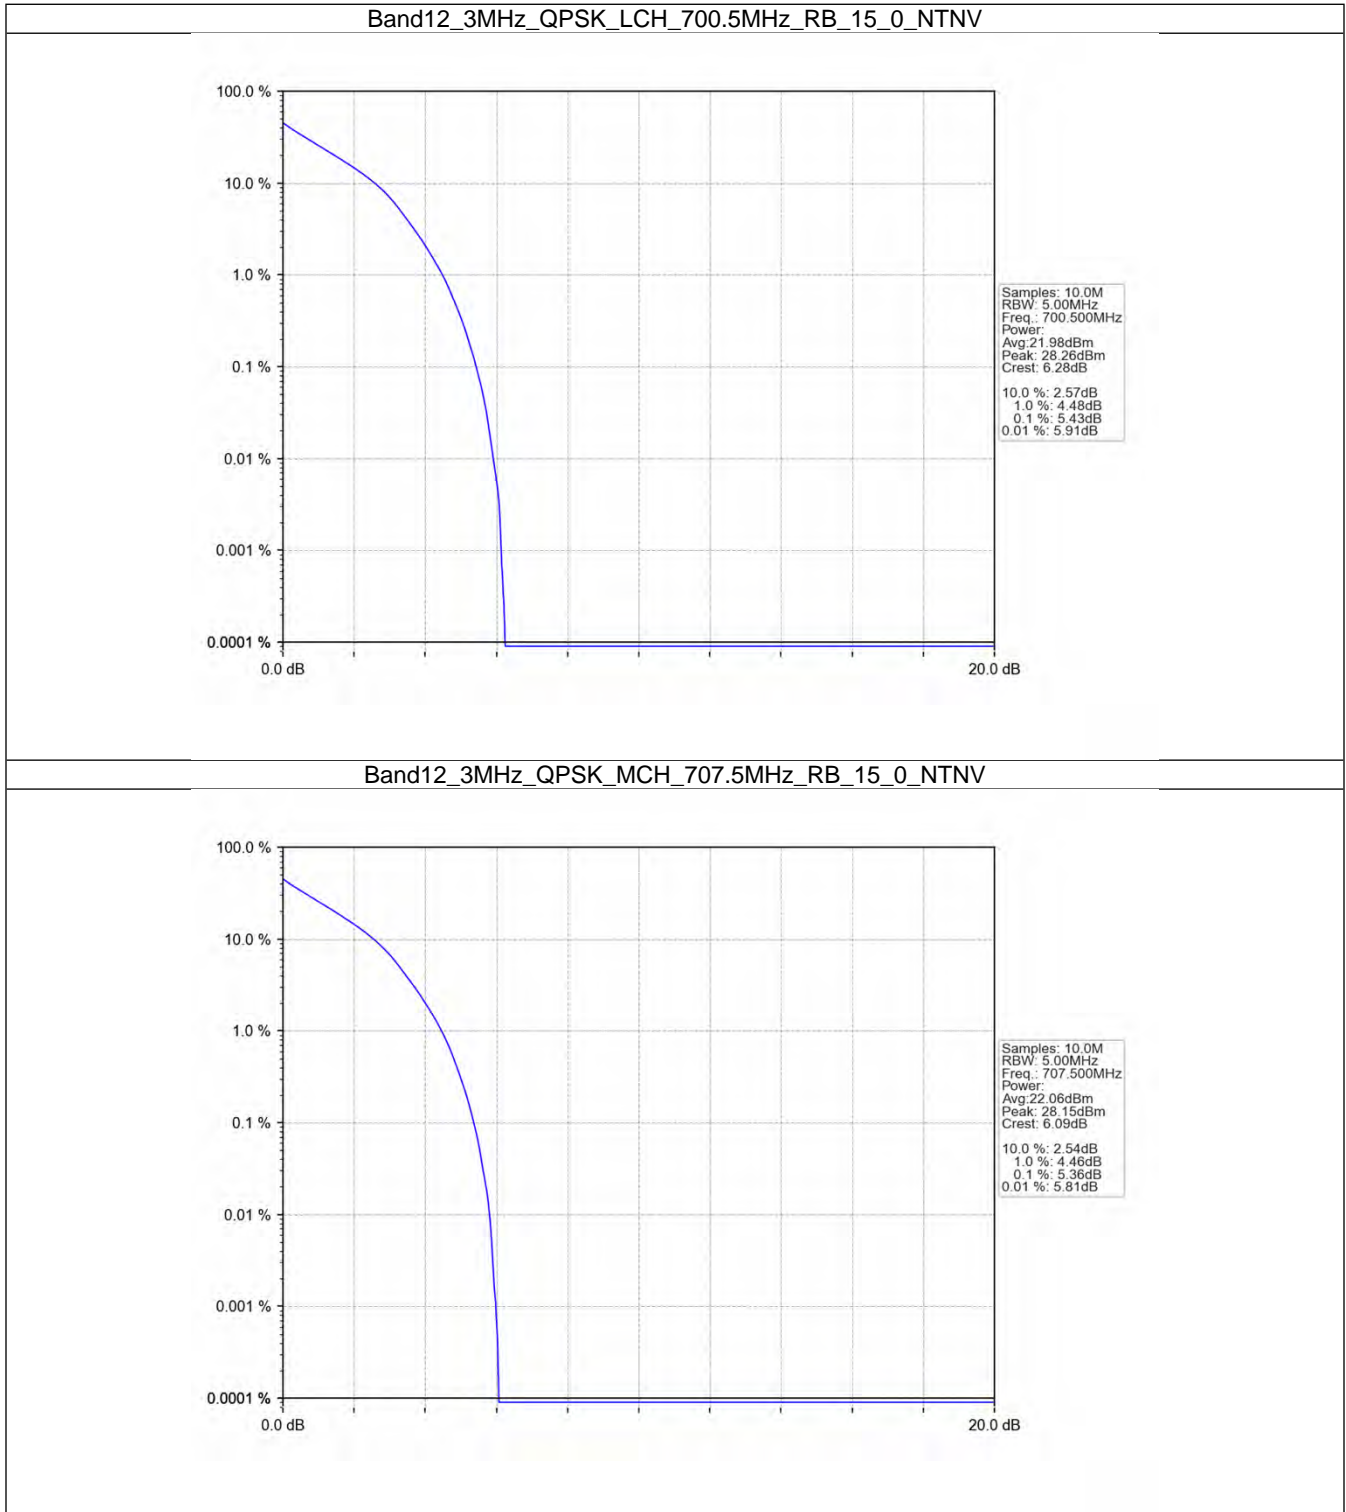 Band12_3MHz_QPSK_LCH_700.5MHz_RB_15_0_NTNV
100.0 %
10.0 %
1.0 %
0.1 %
0.01 %
0.001 %
0.0001 %
0.0 dB
20.0 dB
Samples: 10.0M
RBW: 5.00MHz
Freq.: 700.500MHz
Power:
Avg:21.98dBm
Peak: 28.26dBm
Crest: 6.28dB
10.0 %: 2.57dB
1.0 %: 4.48dB
0.1 %: 5.43dB
0.01 %: 5.91dB
Band12_3MHz_QPSK_MCH_707.5MHz_RB_15_0_NTNV
100.0 %
10.0 %
1.0 %
0.1 %
0.01 %
0.001 %
0.0001 %
0.0 dB
20.0 dB
Samples: 10.0M
RBW: 5.00MHz
Freq.: 707.500MHz
Power:
Avg:22.06dBm
Peak: 28.15dBm
Crest: 6.09dB
10.0 %: 2.54dB
1.0 %: 4.46dB
0.1 %: 5.36dB
0.01 %: 5.81dB